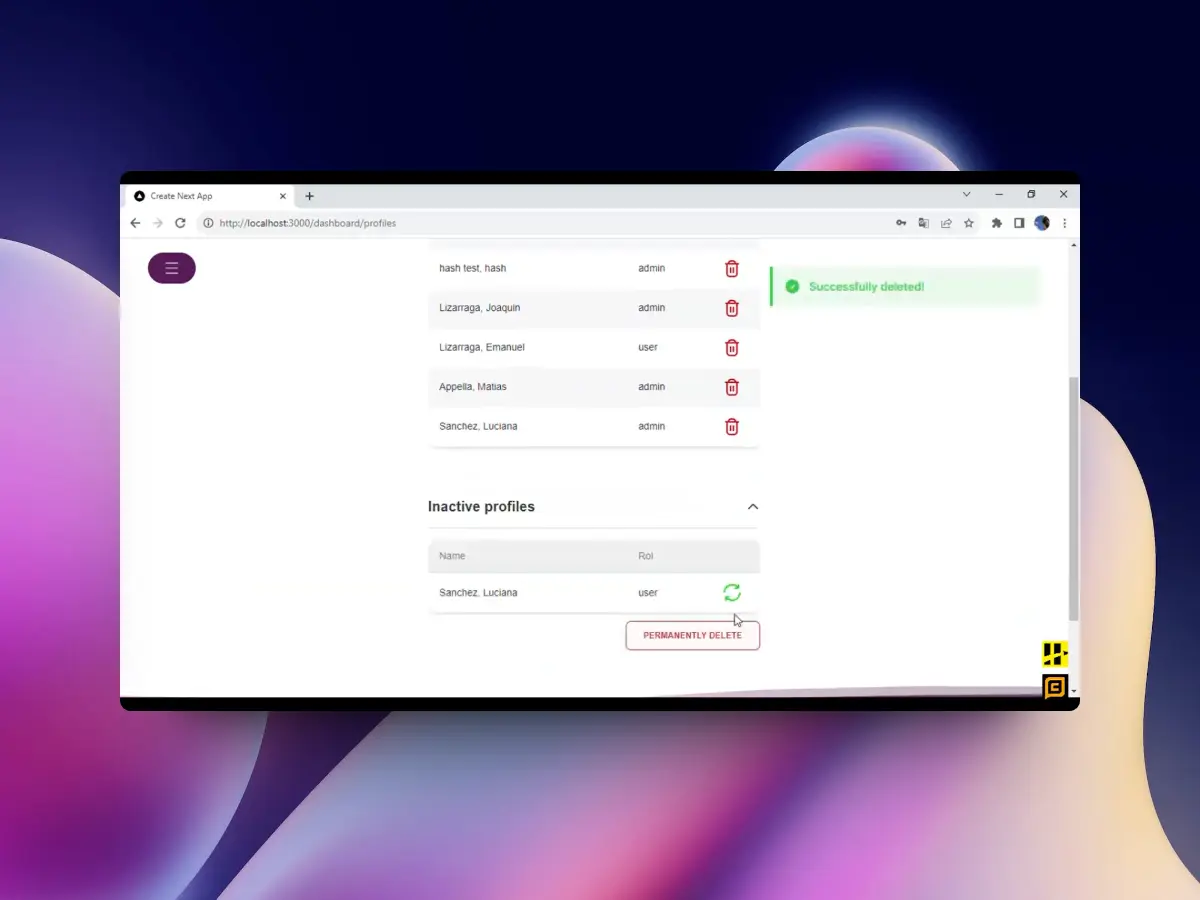 Create Next App
http://localhost:3000/dashboard/profiles
hash test, hash admin
Successfully deleted!
Lizarraga, Joaquin admin
Lizarraga, Emanuel user
Appella, Matias admin
Sanchez, Luciana admin
Inactive profiles
Name Rol
Sanchez, Luciana user
PERMANENTLY DELETE